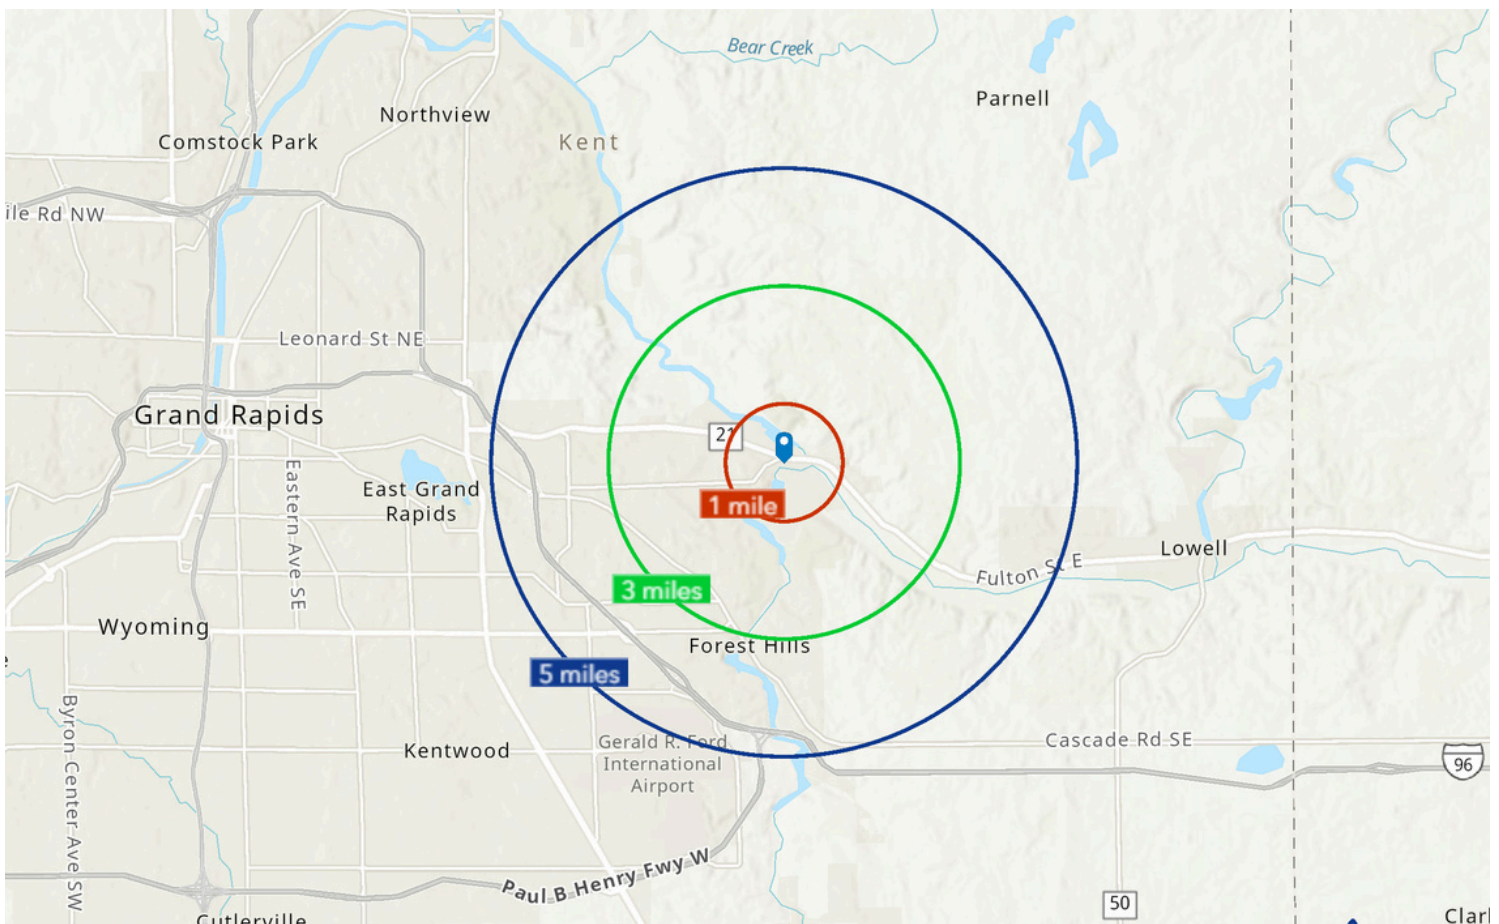 Bear Creek
Parnell
Northview
Comstock Park
Kent
ile Rd NW
Leonard St NE
Grand Rapids
21
East Grand
Rapids
Eastern Ave SE
1 mile
Lowell
Fulton St E
3 miles
Wyoming
Forest Hills
5 miles
Byron Center Ave SW
Kentwood
Gerald R. Ford
International
Airport
Cascade Rd SE
96
Paul B Henry Fwy W
50
Cutlerville
Clar